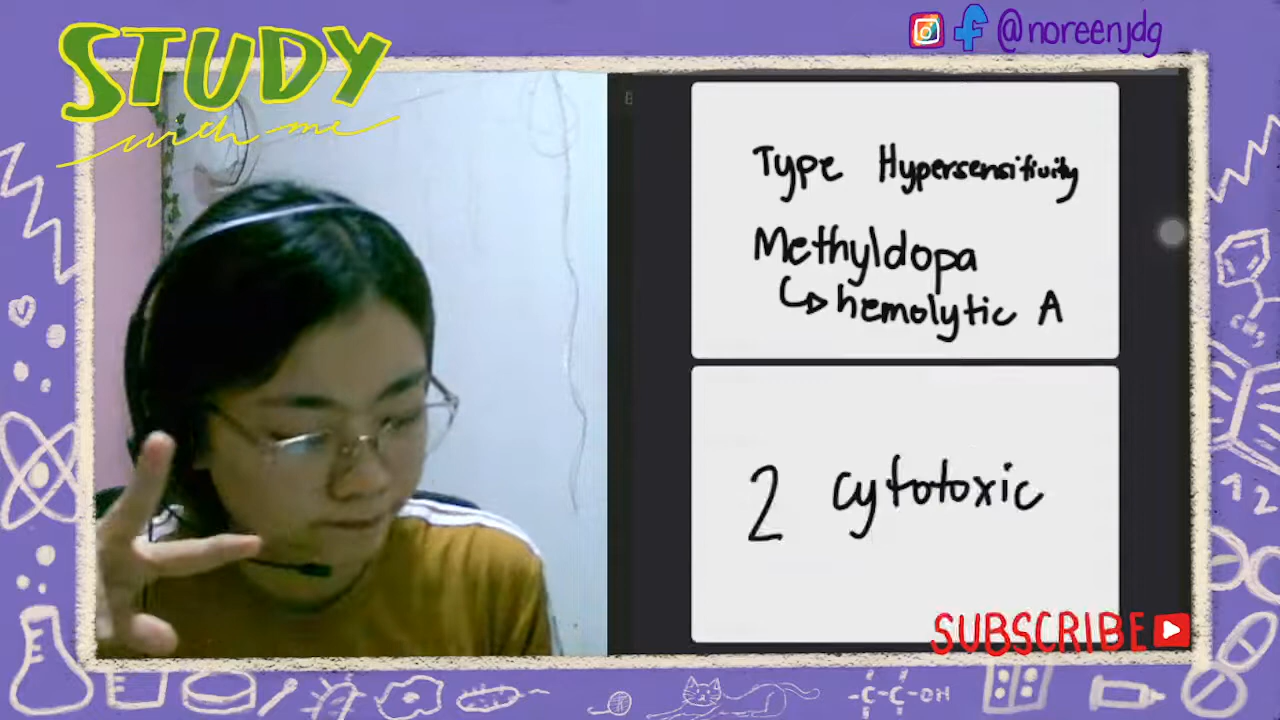 STUDY
with me
@noreenjdg
Type Hypersensitivity
Methyldopa
↳ hemolytic A
2 cytotoxic
SUBSCRIBE
-C-C-OH